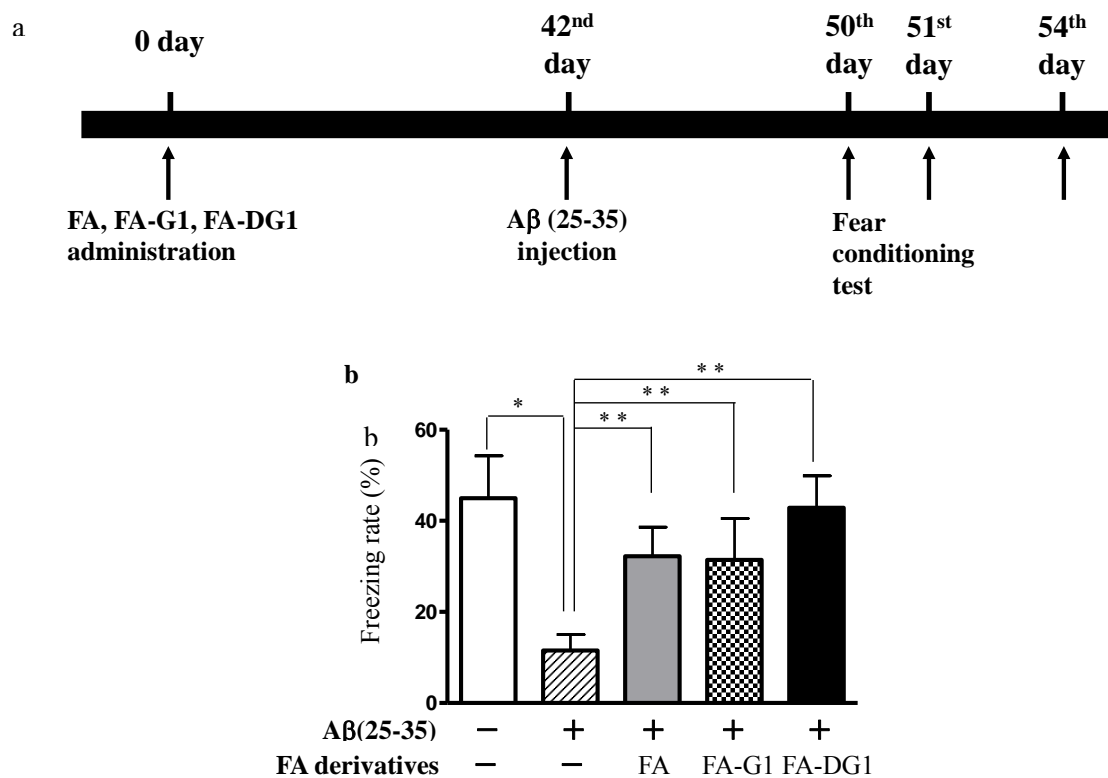 a
0 day
42nd day
50th day
51st day
54th day
FA, FA-G1, FA-DG1
administration
Aβ (25-35)
injection
Fear
conditioning
test
b
* *
* *
*
* *
b
Freezing rate (%)
60
40
20
0
Aβ(25-35) − + + + +
FA derivatives − − FA FA-G1 FA-DG1